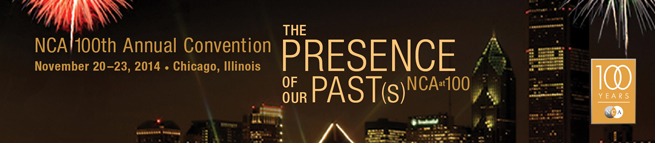 NCA 100th Annual Convention
November 20–23, 2014 • Chicago, Illinois
THE
PRESENCE
OF OUR PAST(S) NCA at 100
100
YEARS